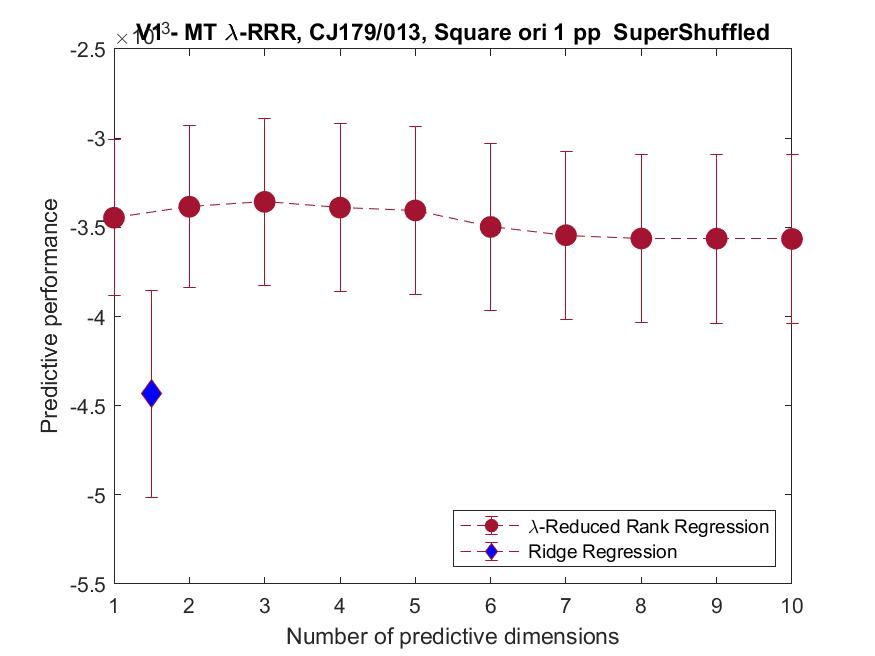 V1 - MT λ-RRR, CJ179/013, Square ori 1 pp SuperShuffled
-2.5
-3
-3.5
-4
-4.5
-5
-5.5
Predictive performance
λ-Reduced Rank Regression
Ridge Regression
1 2 3 4 5 6 7 8 9 10
Number of predictive dimensions